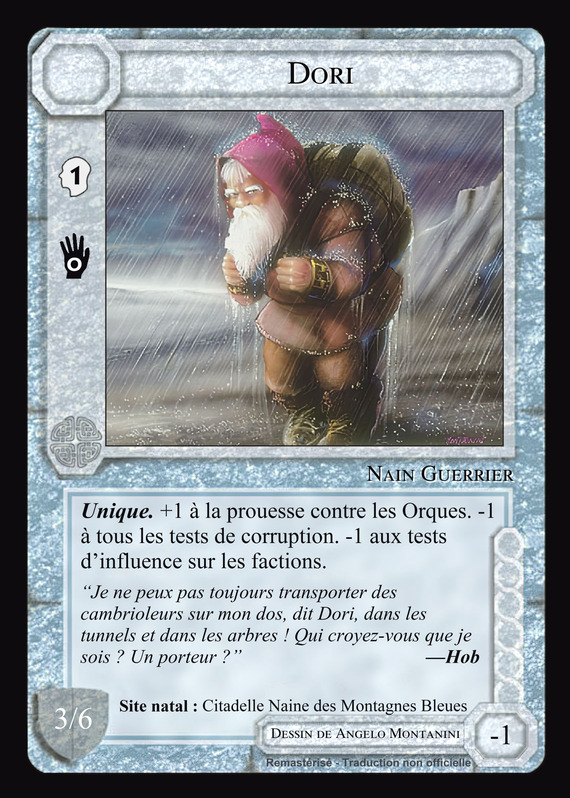 Dori
1
0
Nain Guerrier
Unique. +1 à la prouesse contre les Orques. -1
à tous les tests de corruption. -1 aux tests
d’influence sur les factions.
“Je ne peux pas toujours transporter des
cambrioleurs sur mon dos, dit Dori, dans les
tunnels et dans les arbres ! Qui croyez-vous que je
sois ? Un porteur ?” —Hob
Site natal : Citadelle Naine des Montagnes Bleues
3/6
Dessin de Angelo Montanini
-1
Remastérisé - Traduction non officielle